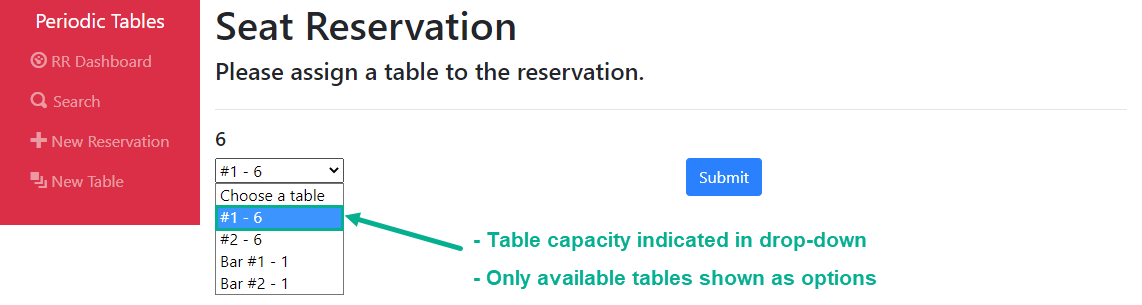 Periodic Tables
RR Dashboard
Search
New Reservation
New Table
Seat Reservation
Please assign a table to the reservation.
6
#1 - 6
Submit
Choose a table
#1 - 6
#2 - 6
Bar #1 - 1
Bar #2 - 1
- Table capacity indicated in drop-down
- Only available tables shown as options